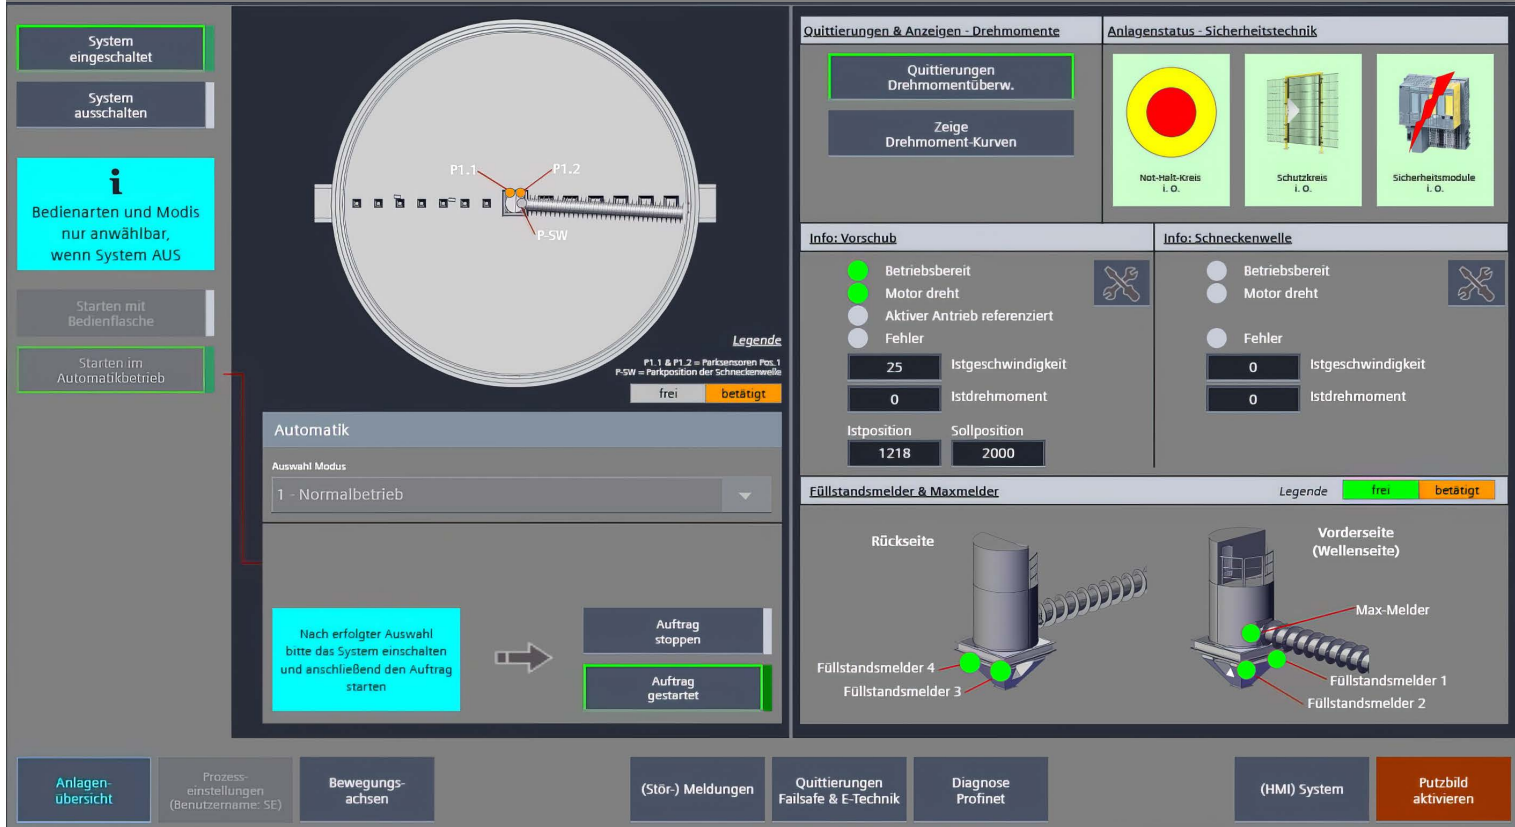 System
eingeschaltet
System
ausschalten
i
Bedienarten und Modis
nur anwählbar,
wenn System AUS
Starten mit
Bedienflasche
Starten im
Automatikbetrieb
P1.1
P1.2
P-SW
Legende
P1.1 & P1.2 = Parksensoren Pos.1
P-SW = Parkposition der Schneckenwelle
frei
betätigt
Automatik
Auswahl Modus
1 - Normalbetrieb
Nach erfolgter Auswahl
bitte das System einschalten
und anschließend den Auftrag
starten
Auftrag
stoppen
Auftrag
gestartet
Quittierungen & Anzeigen - Drehmomente
Quittierungen
Drehmomentüberw.
Zeige
Drehmoment-Kurven
Anlagenstatus - Sicherheitstechnik
Not-Halt-Kreis
i. O.
Schutzkreis
i. O.
Sicherheitsmodule
i. O.
Info: Vorschub
Betriebsbereit
Motor dreht
Aktiver Antrieb referenziert
Fehler
25 Istgeschwindigkeit
0 Istdrehmoment
Istposition Sollposition
1218 2000
Info: Schneckenwelle
Betriebsbereit
Motor dreht
Fehler
0 Istgeschwindigkeit
0 Istdrehmoment
Füllstandsmelder & Maxmelder
Legende frei betätigt
Rückseite
Füllstandsmelder 4
Füllstandsmelder 3
Vorderseite
(Wellenseite)
Max-Melder
Füllstandsmelder 1
Füllstandsmelder 2
Anlagen-
übersicht
Prozess-
einstellungen
(Benutzername: SE)
Bewegungs-
achsen
(Stör-) Meldungen
Quittierungen
Failsafe & E-Technik
Diagnose
Profinet
(HMI) System
Putzbild
aktivieren